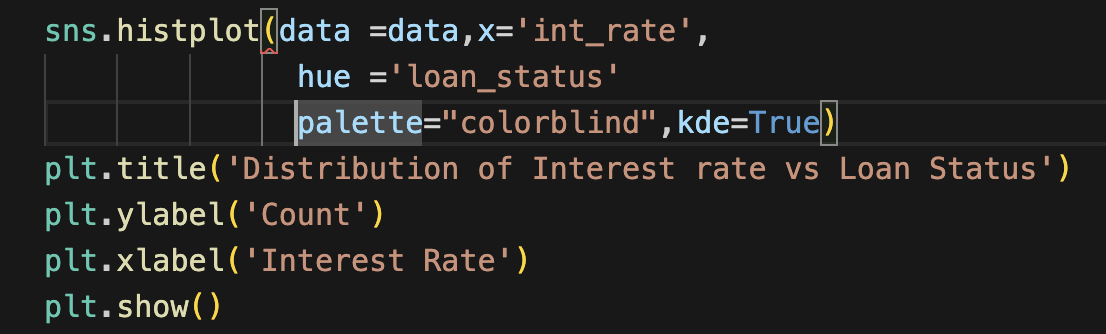 sns.histplot(data =data,x='int_rate',
hue ='loan_status'
palette="colorblind",kde=True)
plt.title('Distribution of Interest rate vs Loan Status')
plt.ylabel('Count')
plt.xlabel('Interest Rate')
plt.show()